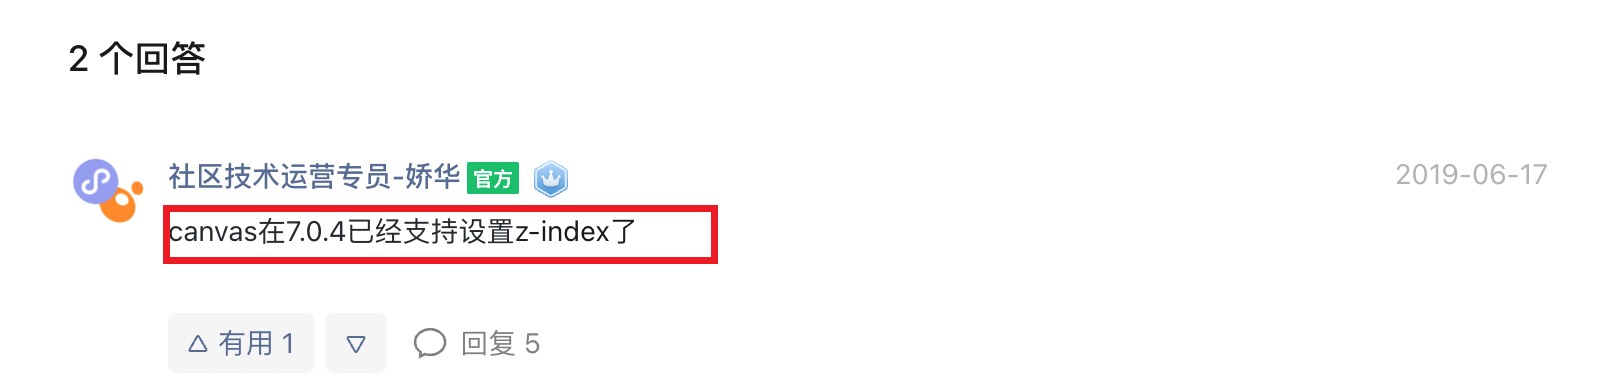 2 个回答
社区技术运营专员-娇华 官方
2019-06-17
canvas在7.0.4已经支持设置z-index了
有用 1
回复 5